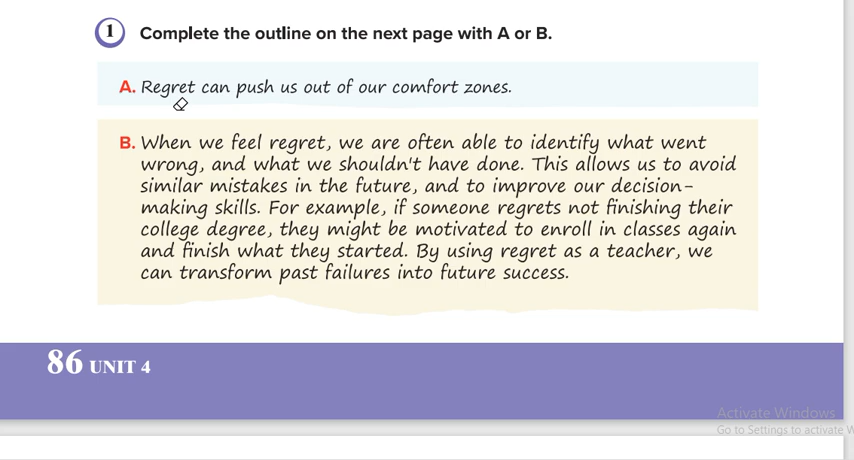 1 Complete the outline on the next page with A or B.
A. Regret can push us out of our comfort zones.
B. When we feel regret, we are often able to identify what went
wrong, and what we shouldn't have done. This allows us to avoid
similar mistakes in the future, and to improve our decision-
making skills. For example, if someone regrets not finishing their
college degree, they might be motivated to enroll in classes again
and finish what they started. By using regret as a teacher, we
can transform past failures into future success.
86 UNIT 4
Activate Windows
Go to Settings to activate W